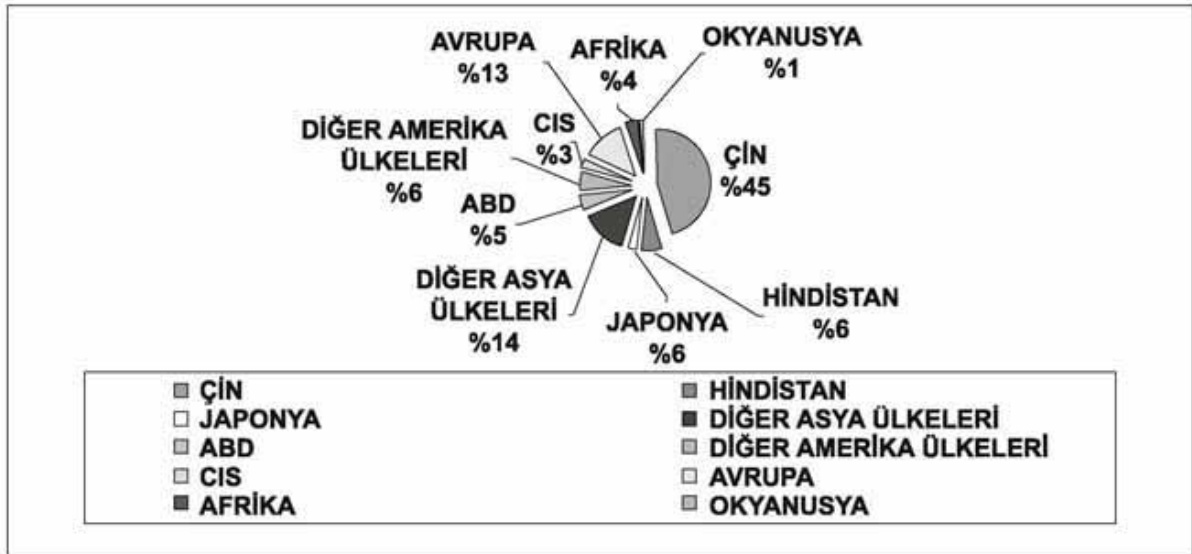 AVRUPA
%13
AFRİKA
%4
OKYANUSYA
%1
DİĞER AMERİKA
ÜLKELERİ
%6
CIS
%3
ÇİN
%45
ABD
%5
DİĞER ASYA
ÜLKELERİ
%14
JAPONYA
%6
HİNDİSTAN
%6
ÇİN
HİNDİSTAN
JAPONYA
DİĞER ASYA ÜLKELERİ
ABD
DİĞER AMERİKA ÜLKELERİ
CIS
AVRUPA
AFRİKA
OKYANUSYA